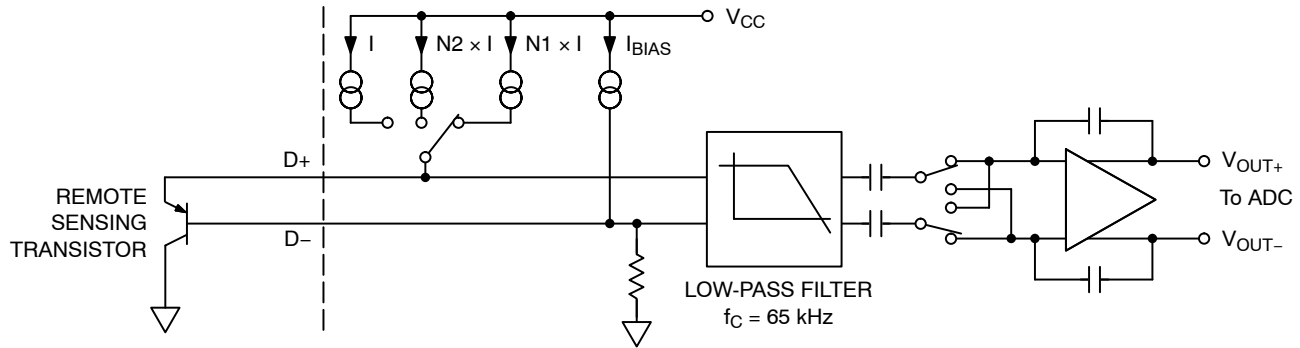 V_CC
I
N2 × I
N1 × I
I_BIAS
D+
REMOTE
SENSING
TRANSISTOR
D−
LOW-PASS FILTER
f_C = 65 kHz
V_OUT+
To ADC
V_OUT−